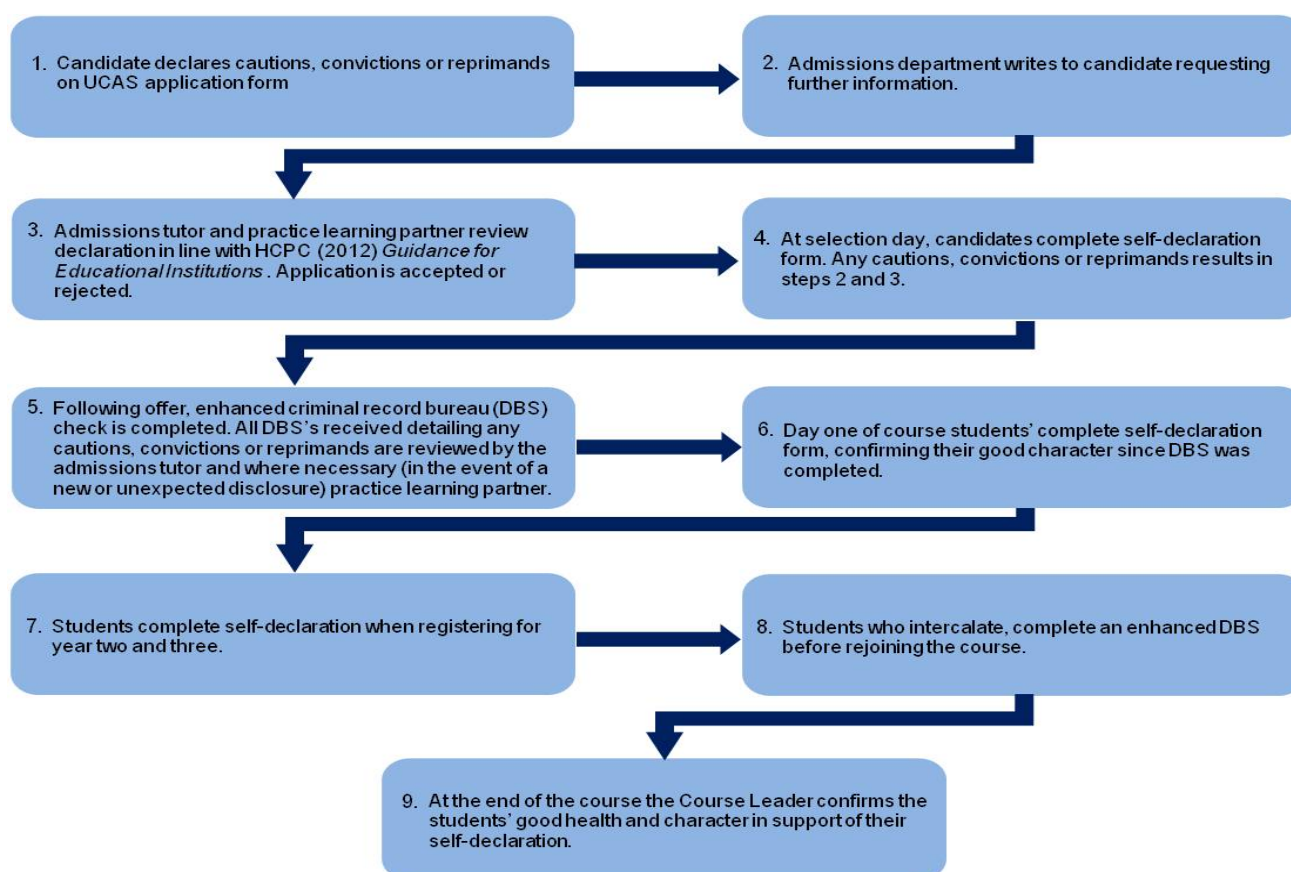 1. Candidate declares cautions, convictions or reprimands
on UCAS application form
2. Admissions department writes to candidate requesting
further information.
3. Admissions tutor and practice learning partner review
declaration in line with HCPC (2012) Guidance for
Educational Institutions . Application is accepted or
rejected.
4. At selection day, candidates complete self-declaration
form. Any cautions, convictions or reprimands results in
steps 2 and 3.
5. Following offer, enhanced criminal record bureau (DBS)
check is completed. All DBS's received detailing any
cautions, convictions or reprimands are reviewed by the
admissions tutor and where necessary (in the event of a
new or unexpected disclosure) practice learning partner.
6. Day one of course students' complete self-declaration
form, confirming their good character since DBS was
completed.
7. Students complete self-declaration when registering for
year two and three.
8. Students who intercalate, complete an enhanced DBS
before rejoining the course.
9. At the end of the course the Course Leader confirms the
students' good health and character in support of their
self-declaration.